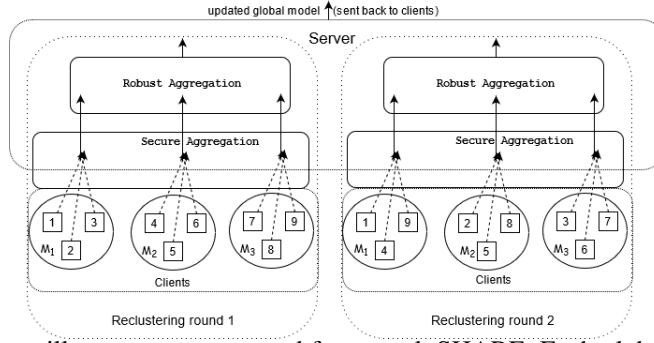 updated global model (sent back to clients)
Server
Robust Aggregation
Robust Aggregation
Secure Aggregation
Secure Aggregation
1 3 4 6 7 9
M1 2 M2 5 M3 8
1 9 2 8 3 7
M1 4 M2 5 M3 6
Clients
Clients
Reclustering round 1
Reclustering round 2